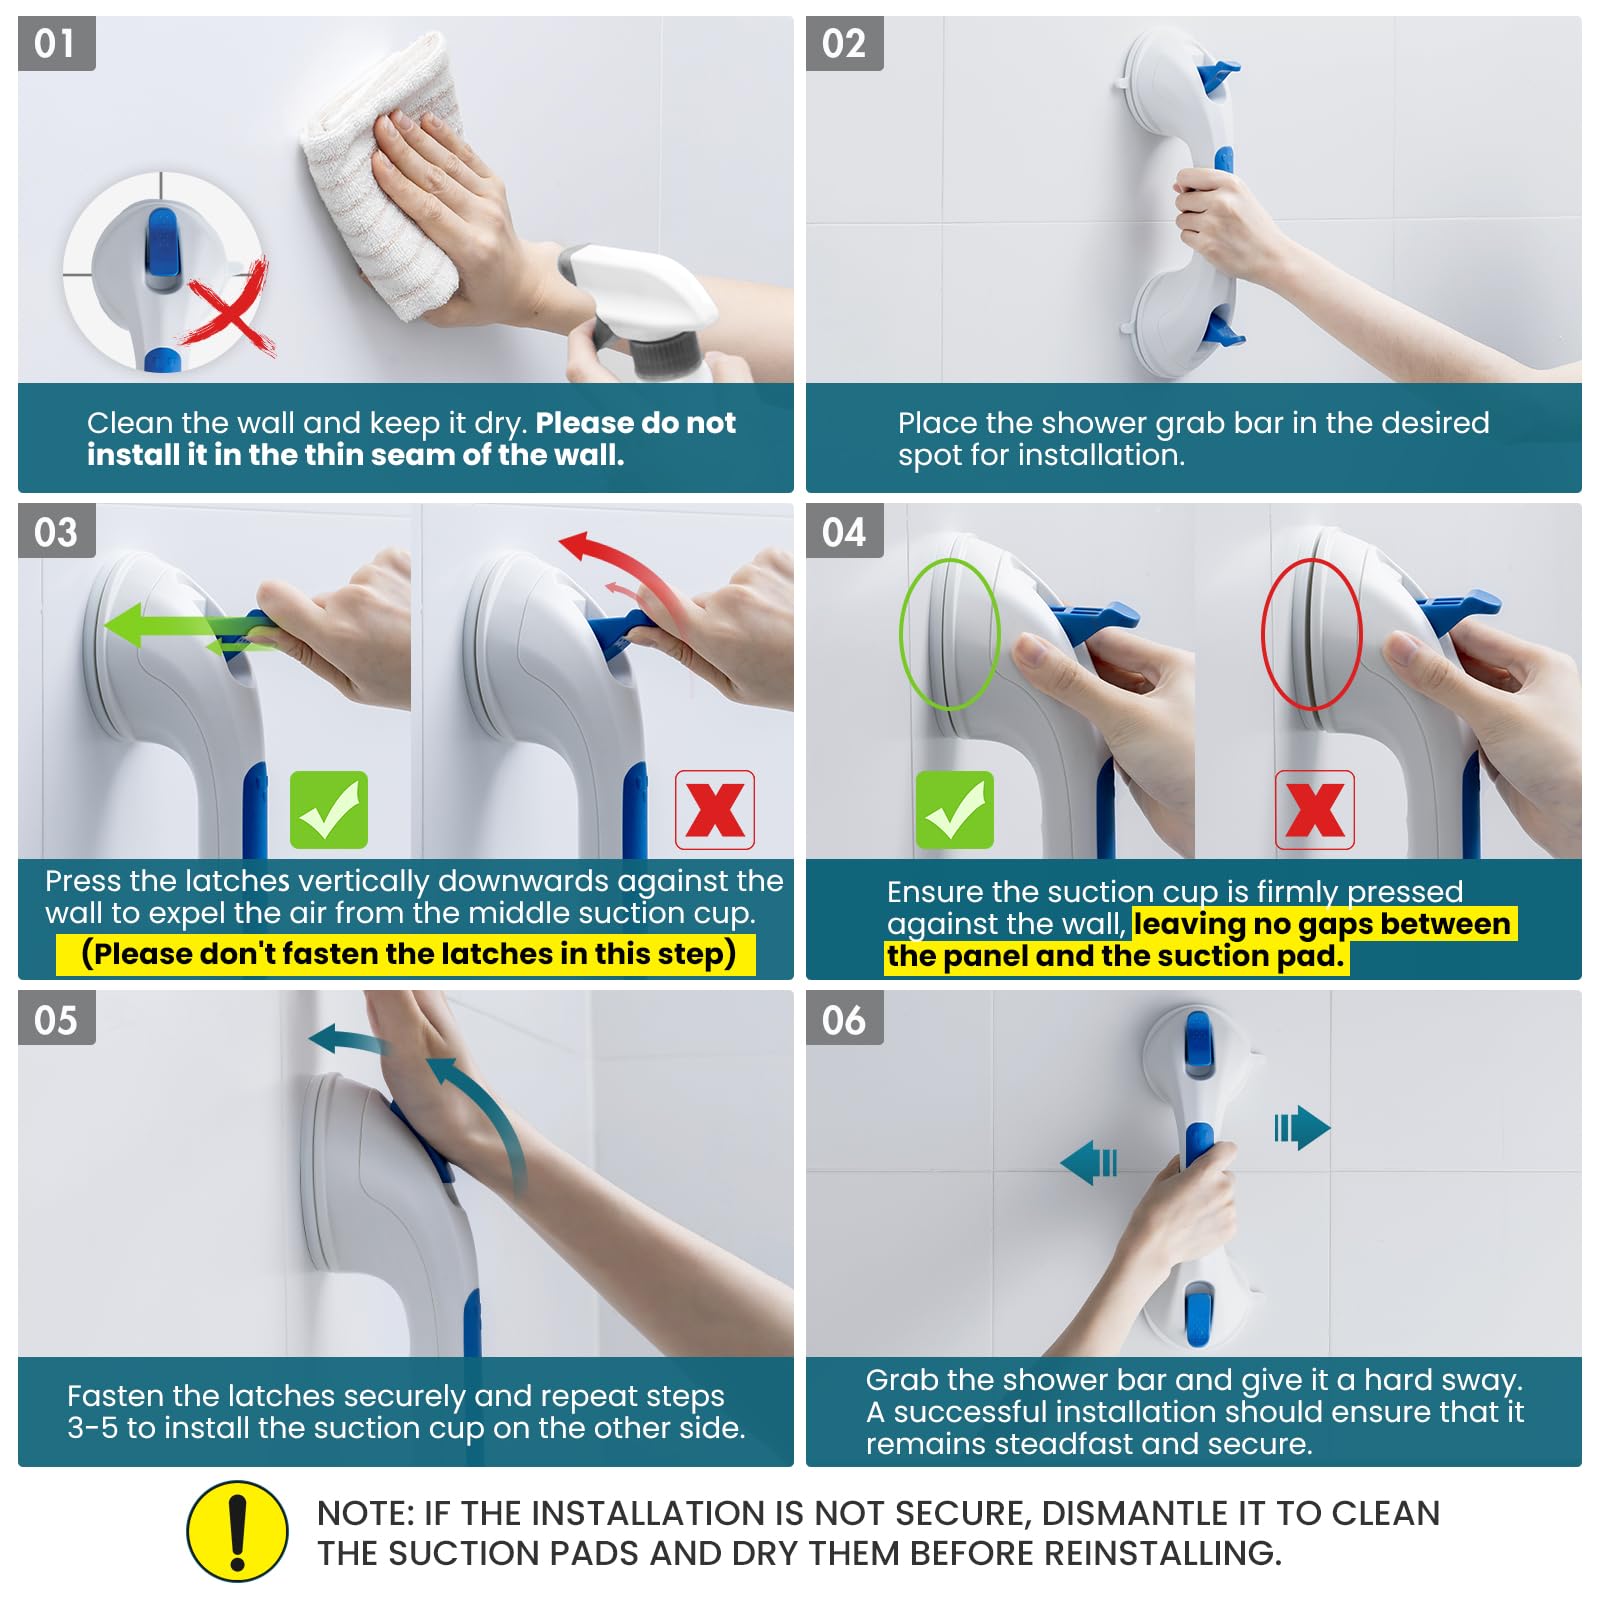 01
Clean the wall and keep it dry. Please do not
install it in the thin seam of the wall.
02
Place the shower grab bar in the desired
spot for installation.
03
Press the latches vertically downwards against the
wall to expel the air from the middle suction cup.
(Please don't fasten the latches in this step)
04
Ensure the suction cup is firmly pressed
against the wall, leaving no gaps between
the panel and the suction pad.
05
Fasten the latches securely and repeat steps
3-5 to install the suction cup on the other side.
06
Grab the shower bar and give it a hard sway.
A successful installation should ensure that it
remains steadfast and secure.
NOTE: IF THE INSTALLATION IS NOT SECURE, DISMANTLE IT TO CLEAN
THE SUCTION PADS AND DRY THEM BEFORE REINSTALLING.